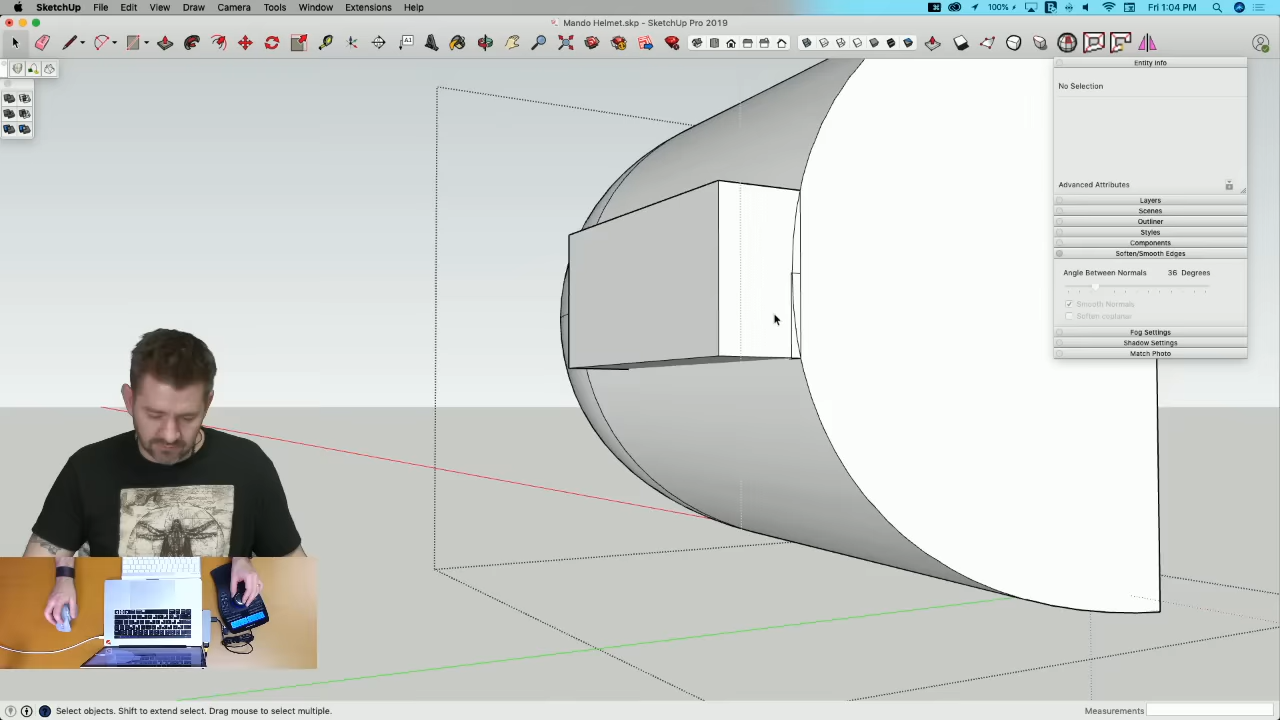 SketchUp File Edit View Draw Camera Tools Window Extensions Help
100% Fri 1:04 PM
Mando Helmet.skp - SketchUp Pro 2019
Entity Info
No Selection
Advanced Attributes
Layers
Scenes
Outliner
Styles
Components
Soften/Smooth Edges
Angle Between Normals 36 Degrees
Smooth Normals
Soften coplanar
Fog Settings
Shadow Settings
Match Photo
Select objects. Shift to extend select. Drag mouse to select multiple.
Measurements